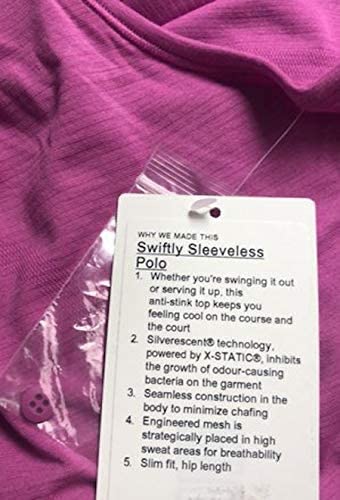 WHY WE MADE THIS
Swiftly Sleeveless
Polo
1. Whether you're swinging it out
or serving it up, this
anti-stink top keeps you
feeling cool on the course and
the court
2. Silverescent® technology,
powered by X-STATIC®, inhibits
the growth of odour-causing
bacteria on the garment
3. Seamless construction in the
body to minimize chafing
4. Engineered mesh is
strategically placed in high
sweat areas for breathability
5. Slim fit, hip length